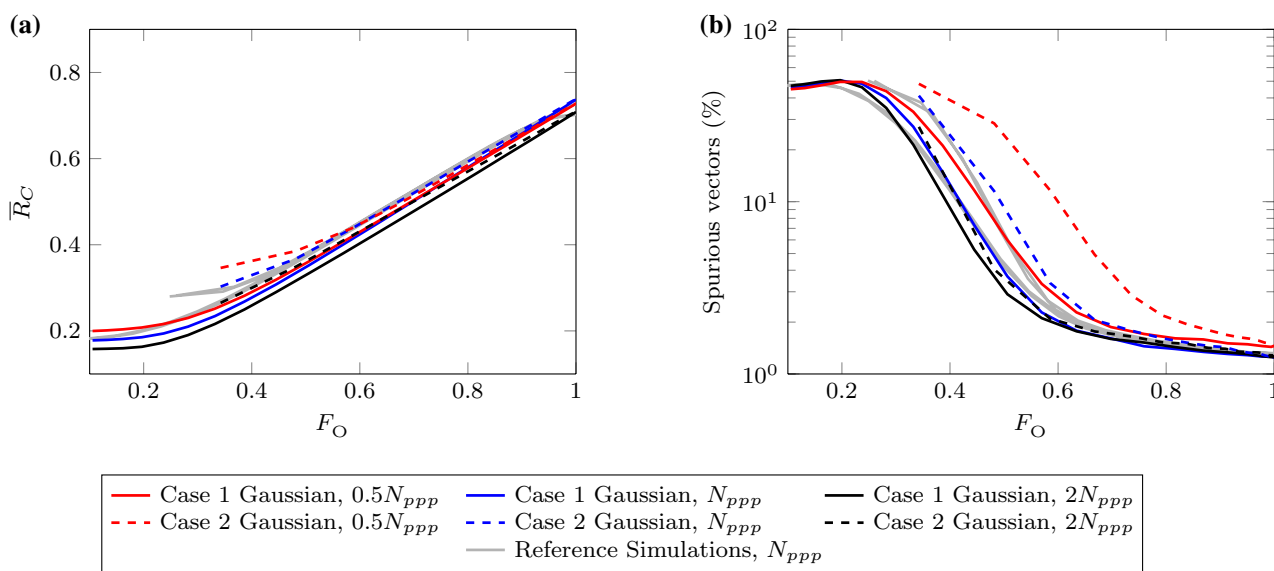 (a)
0.8
0.6
0.4
0.2
R̅_C
0.2 0.4 0.6 0.8 1
F_O
(b)
10^2
10^1
10^0
Spurious vectors (%)
0.2 0.4 0.6 0.8 1
F_O
Case 1 Gaussian, 0.5N_ppp Case 1 Gaussian, N_ppp Case 1 Gaussian, 2N_ppp
Case 2 Gaussian, 0.5N_ppp Case 2 Gaussian, N_ppp Case 2 Gaussian, 2N_ppp
Reference Simulations, N_ppp